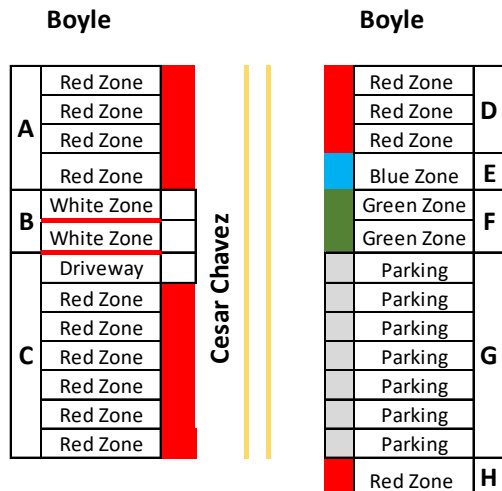 Boyle
Boyle
A
Red Zone
Red Zone
Red Zone
Red Zone
B
White Zone
White Zone
C
Driveway
Red Zone
Red Zone
Red Zone
Red Zone
Red Zone
Red Zone
Cesar Chavez
Red Zone
Red Zone
Red Zone
D
Blue Zone
E
Green Zone
Green Zone
F
Parking
Parking
Parking
Parking
Parking
Parking
Parking
G
Red Zone
H